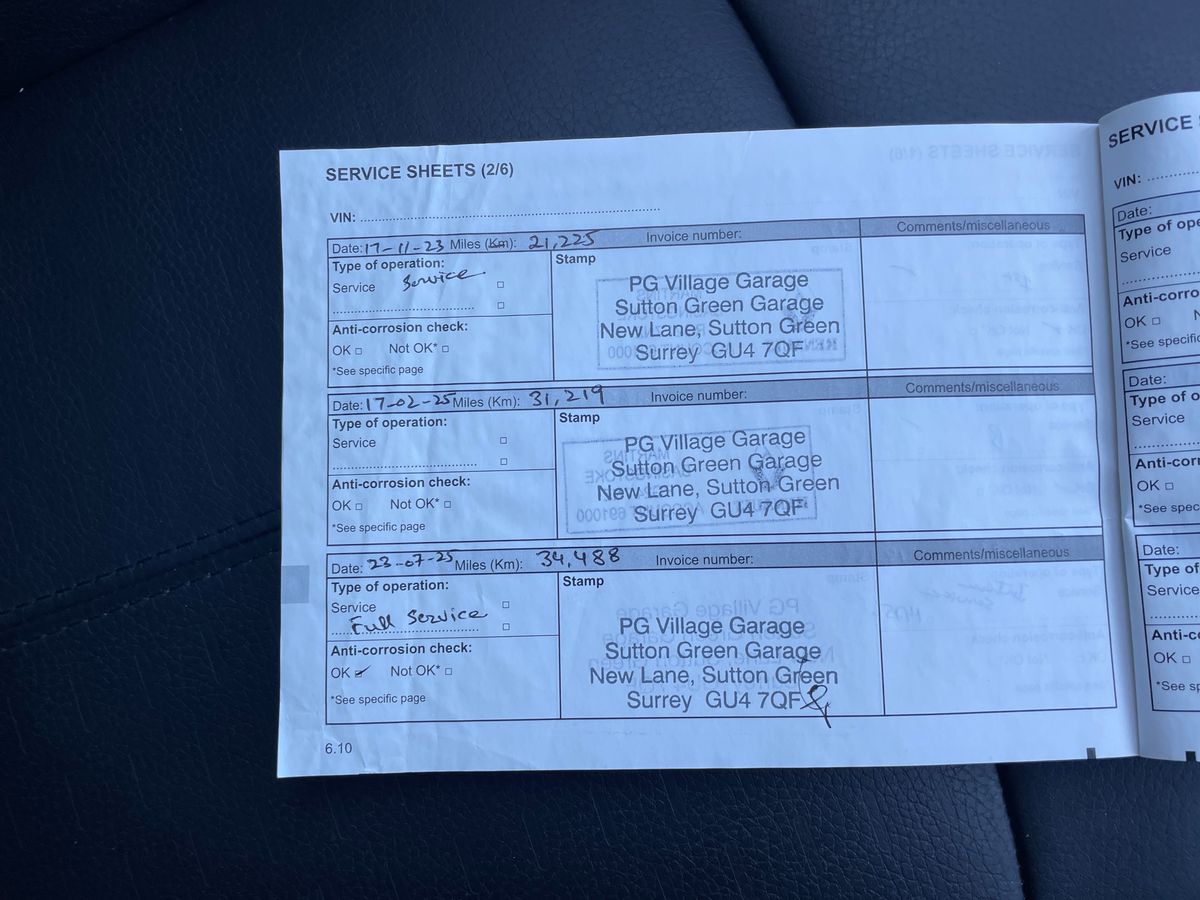 SERVICE SHEETS (2/6)
VIN:
Date: 17-11-23 Miles (Km): 21,225 Invoice number: Comments/miscellaneous
Type of operation:
Service Service
Anti-corrosion check:
OK Not OK*
*See specific page
Stamp
PG Village Garage
Sutton Green Garage
New Lane, Sutton Green
Surrey GU4 7QF
Date: 17-02-25 Miles (Km): 31,219 Invoice number: Comments/miscellaneous
Type of operation:
Service
Anti-corrosion check:
OK Not OK*
*See specific page
Stamp
PG Village Garage
Sutton Green Garage
New Lane, Sutton Green
Surrey GU4 7QF
Date: 23-07-25 Miles (Km): 34,488 Invoice number: Comments/miscellaneous
Type of operation:
Service
Full Service
Anti-corrosion check:
OK Not OK*
*See specific page
Stamp
PG Village Garage
Sutton Green Garage
New Lane, Sutton Green
Surrey GU4 7QF
6.10
SERVICE
VIN:
Date:
Type of ope
Service
Anti-corro
OK
*See specific
Date:
Type of o
Service
Anti-corr
OK
*See spec
Date:
Type of
Service
Anti-c
OK
*See sp